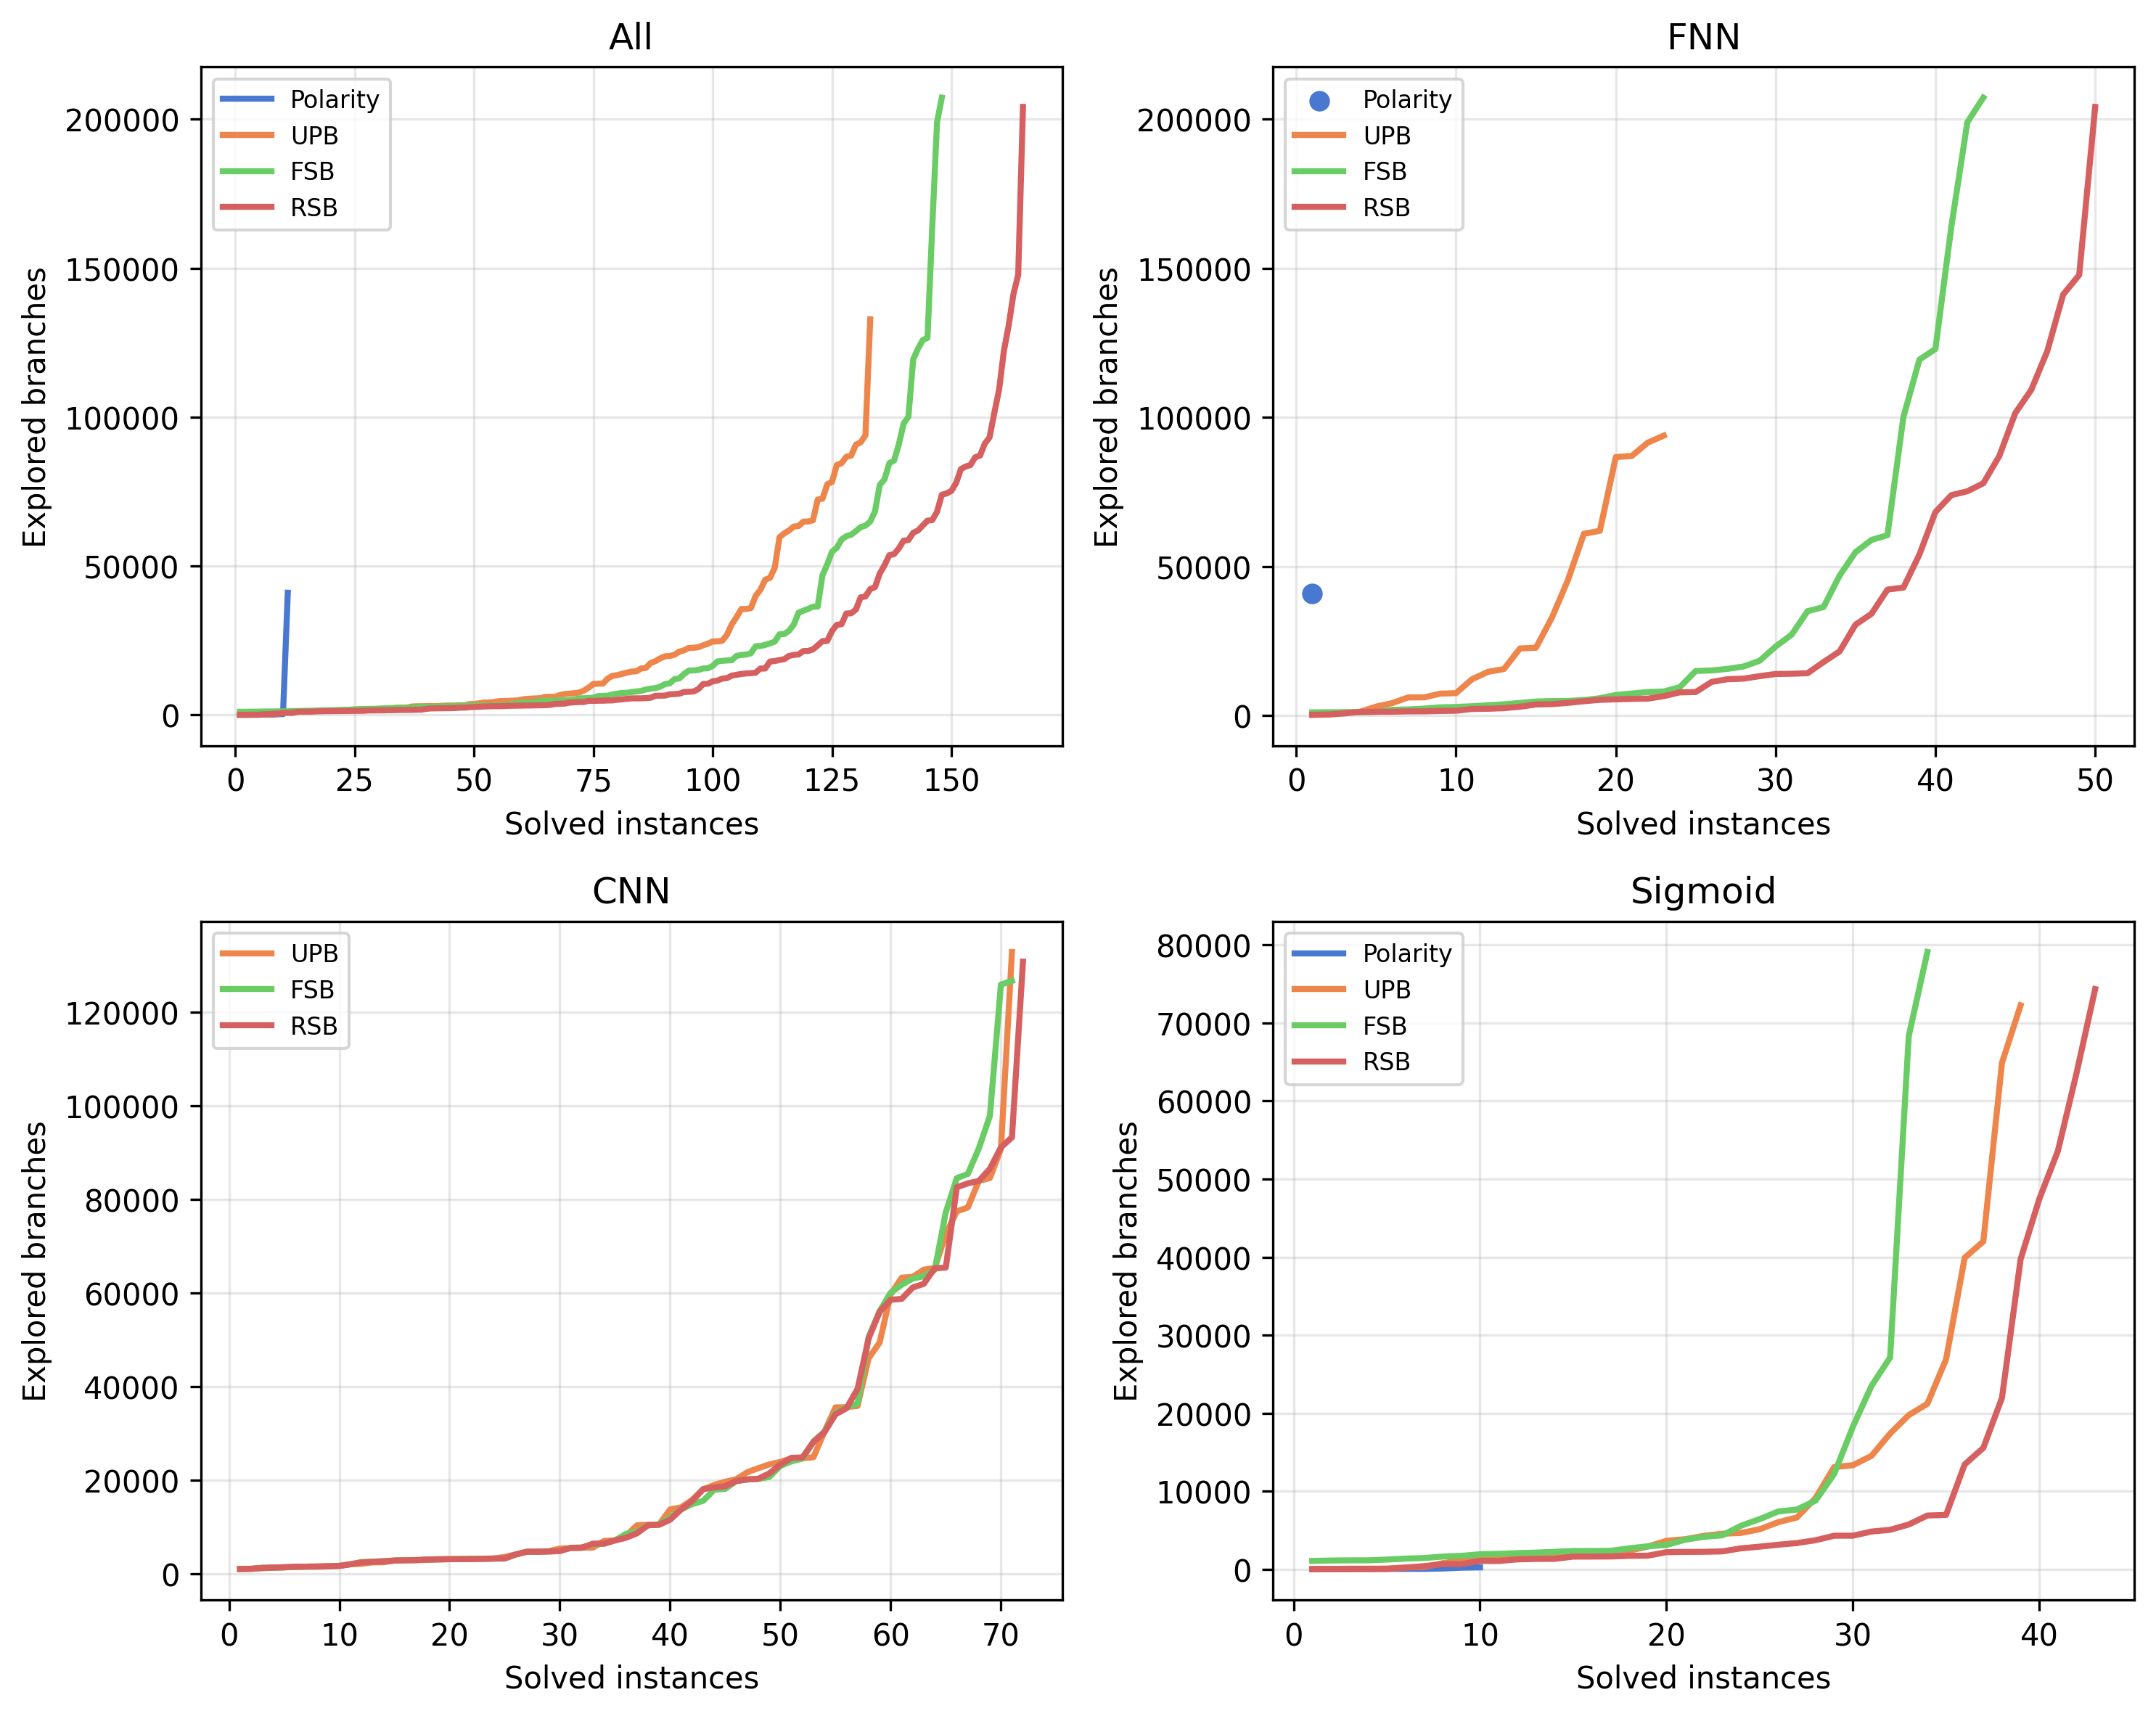 All
Explored branches
200000
150000
100000
50000
0
Polarity
UPB
FSB
RSB
0 25 50 75 100 125 150
Solved instances
FNN
Explored branches
200000
150000
100000
50000
0
Polarity
UPB
FSB
RSB
0 10 20 30 40 50
Solved instances
CNN
Explored branches
120000
100000
80000
60000
40000
20000
0
UPB
FSB
RSB
0 10 20 30 40 50 60 70
Solved instances
Sigmoid
Explored branches
80000
70000
60000
50000
40000
30000
20000
10000
0
Polarity
UPB
FSB
RSB
0 10 20 30 40
Solved instances